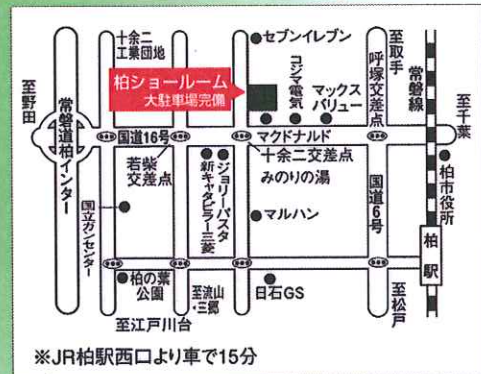 十余二
工業団地
セブンイレブン
至取手
呼塚交差点
常磐線
至千葉
至野田
常磐道柏インター
柏ショールーム
大駐車場完備
コジマ電気
マックス
バリュー
国道16号
マクドナルド
若柴
交差点
ジョリーパスタ
新キャタピラー三菱
十余二交差点
みのりの湯
国道6号
柏市役所
国立ガンセンター
マルハン
柏駅
柏の葉
公園
至流山
・三郷
日石GS
至松戸
至江戸川台
※JR柏駅西口より車で15分